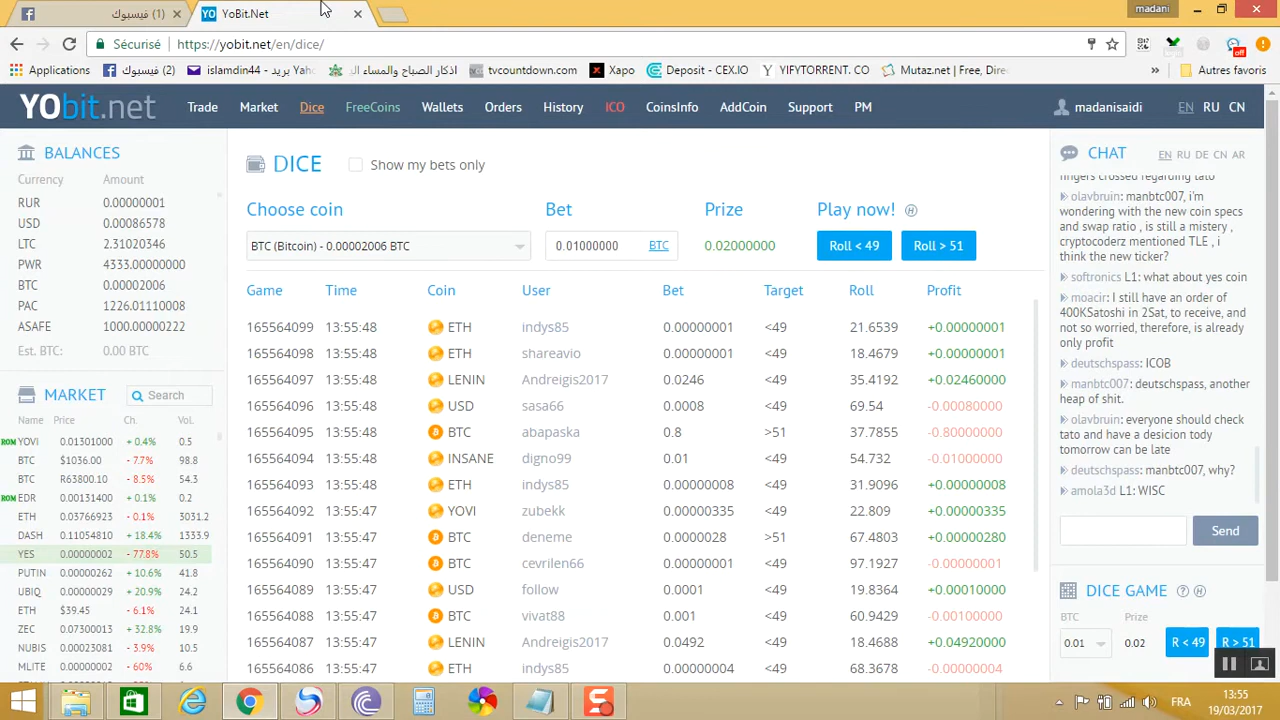 (1) فيسبوك
YO YoBit.Net
madani
Sécurisé https://yobit.net/en/dice/
off
Applications
(2) فيسبوك
islamdin44 - يريد Yaho
اذكار الصباح والمساء
tvcountdown.com
Xapo
Deposit - CEX.IO
YIFYTORRENT. CO
Mutaz.net | Free, Dire
Autres favoris
YObit.net
Trade Market Dice FreeCoins Wallets Orders History ICO CoinsInfo AddCoin Support PM
madanisaidi
EN RU CN
BALANCES
Currency Amount
RUR 0.00000001
USD 0.00086578
LTC 2.31020346
PWR 4333.00000000
BTC 0.00002006
PAC 1226.01110008
ASAFE 1000.00000222
Est. BTC: 0.00 BTC
MARKET Search
Name Price Ch. Vol.
ROM YOVI 0.01301000 + 0.4% 0.5
BTC $1036.00 - 7.7% 98.8
BTC R63800.10 - 8.5% 54.3
ROM EDR 0.00131400 + 0.1% 0.2
ETH 0.03766923 - 0.1% 3031.2
DASH 0.11054810 + 18.4% 1333.9
YES 0.00000002 - 77.8% 50.5
PUTIN 0.00000262 + 10.6% 41.8
UBIQ 0.00000029 + 20.9% 24.2
ETH $39.45 - 6.1% 24.1
ZEC 0.07300013 + 32.8% 19.9
NUBIS 0.00023081 - 3.9% 10.5
MLITE 0.00000002 - 60% 6.6
DICE Show my bets only
Choose coin Bet Prize Play now! H
BTC (Bitcoin) - 0.00002006 BTC 0.01000000 BTC 0.02000000 Roll < 49 Roll > 51
Game Time Coin User Bet Target Roll Profit
165564099 13:55:48 ETH indys85 0.00000001 <49 21.6539 +0.00000001
165564098 13:55:48 ETH shareavio 0.00000001 <49 18.4679 +0.00000001
165564097 13:55:48 LENIN Andreigis2017 0.0246 <49 35.4192 +0.02460000
165564096 13:55:48 USD sasa66 0.0008 <49 69.54 -0.00080000
165564095 13:55:48 BTC abapaska 0.8 >51 37.7855 -0.80000000
165564094 13:55:48 INSANE digno99 0.01 <49 54.732 -0.01000000
165564093 13:55:48 ETH indys85 0.00000008 <49 31.9096 +0.00000008
165564092 13:55:48 YOVI zubekk 0.00000335 <49 22.809 +0.00000335
165564091 13:55:47 BTC deneme 0.0000028 >51 67.4803 +0.00000280
165564090 13:55:47 BTC cevrilen66 0.00000001 <49 97.1927 -0.00000001
165564089 13:55:47 USD follow 0.0001 <49 19.8364 +0.00010000
165564088 13:55:47 BTC vivat88 0.001 <49 60.9429 -0.00100000
165564087 13:55:47 LENIN Andreigis2017 0.0492 <49 18.4688 +0.04920000
165564086 13:55:47 ETH indys85 0.00000004 <49 68.3678 -0.00000004
CHAT EN RU DE CN AR
fingers crossed regarding tato
olavbruin: manbtc007, i'm
wondering with the new coin specs
and swap ratio , is still a mistery ,
cryptocoderz mentioned TLE , i
think the new ticker?
softronics L1: what about yes coin
moacir: I still have an order of
400KSatoshi in 2Sat, to receive, and
not so worried, therefore, is already
only profit
deutschspass: ICOB
manbtc007: deutschspass, another
heap of shit.
olavbruin: everyone should check
tato and have a desicion tody
tomorrow can be late
deutschspass: manbtc007, why?
amola3d L1: WISC
Send
DICE GAME ? H
BTC Prize
0.01 0.02 R < 49 R > 51
FRA
13:55
19/03/2017